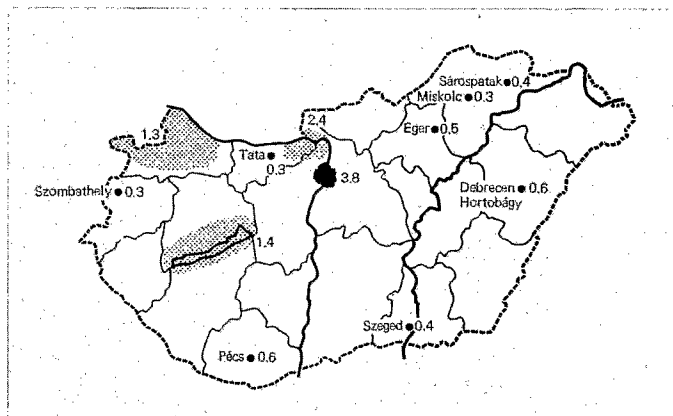 Sárospatak 0.4
Miskolc 0.3
2.4
Eger 0.5
1.3
Tata
0.3
3.8
Szombathely 0.3
Debrecen 0.6
Hortobágy
1.4
Szeged 0.4
Pécs 0.6